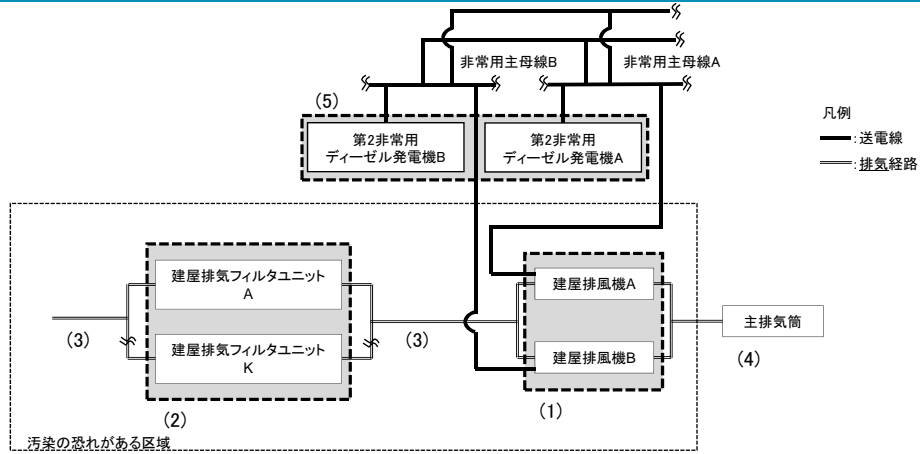 非常用主母線B
非常用主母線A
(5)
第2非常用
ディーゼル発電機B
第2非常用
ディーゼル発電機A
凡例
:送電線
:排気経路
建屋排気フィルタユニット
A
建屋排気フィルタユニット
K
(3)
(3)
(2)
建屋排風機A
建屋排風機B
(1)
主排気筒
(4)
汚染の恐れがある区域